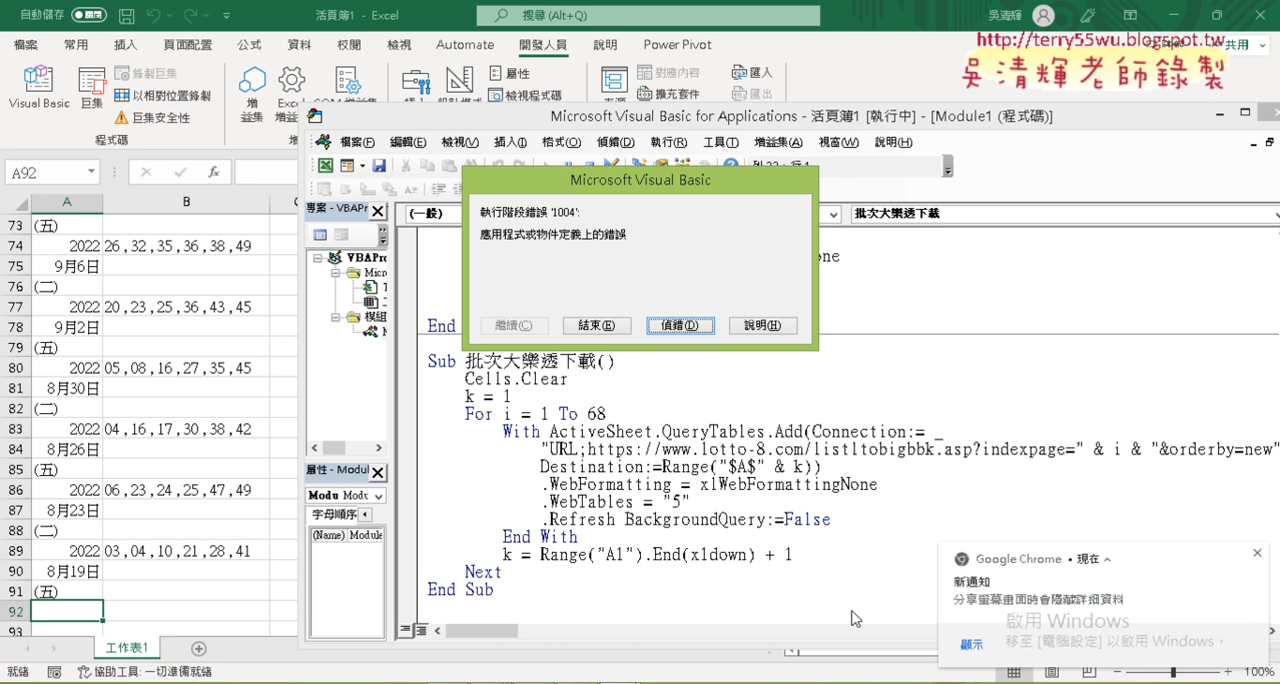 自動儲存
活頁簿1 - Excel
搜尋 (Alt+Q)
吳清輝
檔案 常用 插入 頁面配置 公式 資料 校閱 檢視 Automate 開發人員 說明 Power Pivot
共用
http://terry55wu.blogspot.tw
吳清輝老師錄製
Visual Basic
巨集
錄製巨集
以相對位置錄製
巨集安全性
程式碼
增
益集
屬性
檢視程式碼
對應內容
擴充套件
匯入
匯出
A92
Microsoft Visual Basic for Applications - 活頁簿1 [執行中] - [Module1 (程式碼)]
檔案(F) 編輯(E) 檢視(V) 插入(I) 格式(O) 偵錯(D) 執行(R) 工具(T) 增益集(A) 視窗(W) 說明(H)
A B
73 (五)
74 2022 26,32,35,36,38,49
75 9月6日
76 (二)
77 2022 20,23,25,36,43,45
78 9月2日
79 (五)
80 2022 05,08,16,27,35,45
81 8月30日
82 (二)
83 2022 04,16,17,30,38,42
84 8月26日
85 (五)
86 2022 06,23,24,25,47,49
87 8月23日
88 (二)
89 2022 03,04,10,21,28,41
90 8月19日
91 (五)
92
93
專案 - VBAPr
VBAPro
Micro
模組
屬性 - Modul
Modu Modu
字母順序
(Name) Module
(一般)
批次大樂透下載
Microsoft Visual Basic
執行階段錯誤 '1004':
應用程式或物件定義上的錯誤
繼續(C) 結束(E) 偵錯(D) 說明(H)
one
End
Sub 批次大樂透下載()
Cells.Clear
k = 1
For i = 1 To 68
With ActiveSheet.QueryTables.Add(Connection:= _
"URL;https://www.lotto-8.com/listltobigbbk.asp?indexpage=" & i & "&orderby=new"
Destination:=Range("$A$" & k))
.WebFormatting = xlWebFormattingNone
.WebTables = "5"
.Refresh BackgroundQuery:=False
End With
k = Range("A1").End(xldown) + 1
Next
End Sub
Google Chrome • 現在
新通知
分享螢幕畫面時會隱藏詳細資料
顯示
啟用 Windows
移至 [電腦設定] 以啟用 Windows。
工作表1
就緒
協助工具: 一切準備就緒
100%